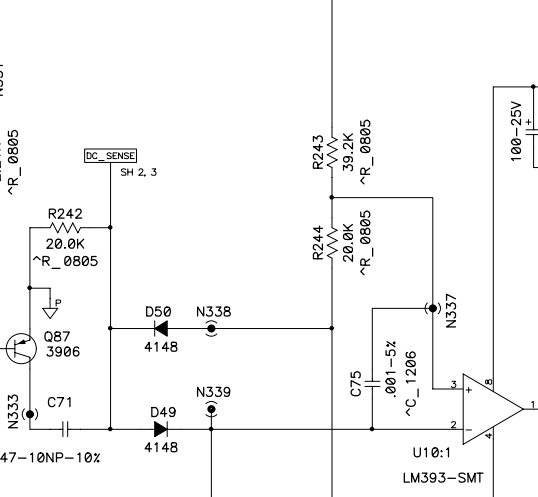 DC_SENSE
SH 2, 3
^R_0805
R242
20.0K
^R_0805
P
Q87
3906
N333
C71
47-10NP-10%
D50
4148
N338
D49
4148
N339
R243
39.2K
^R_0805
R244
20.0K
^R_0805
N337
C75
.001-5%
^C_1206
100-25V
+
3
+
2
-
8
4
1
U10:1
LM393-SMT